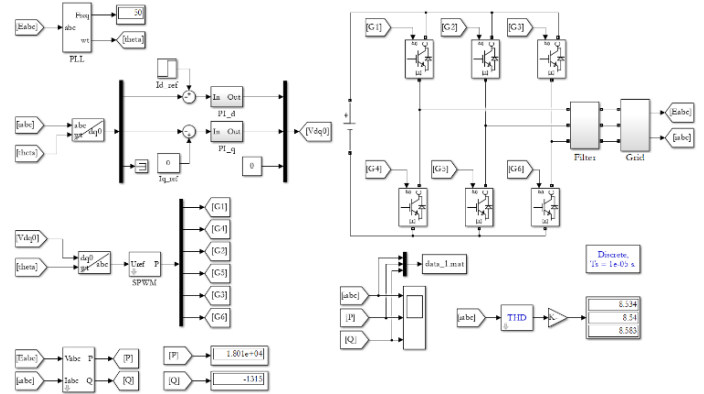 [Eabc]
abc
Freq
wt
PLL
50
[theta]
[iabc]
[theta]
abc
wt
dq0
Id_ref
In Out
PI_d
In Out
PI_q
0
Iq_ref
0
[Vdq0]
[Vdq0]
[theta]
dq0
wt
abc
Uref P
SPWM
[G1]
[G4]
[G2]
[G5]
[G3]
[G6]
[Eabc]
[iabc]
Vabc P
Iabc Q
[P]
[Q]
[P]
1.801e+04
[Q]
-1315
[G1]
[G2]
[G3]
[G4]
[G5]
[G6]
Filter
Grid
[Eabc]
[iabc]
data_1.mat
[iabc]
[P]
[Q]
Discrete,
Ts = 1e-05 s.
[iabc]
THD
8.534
8.54
8.583